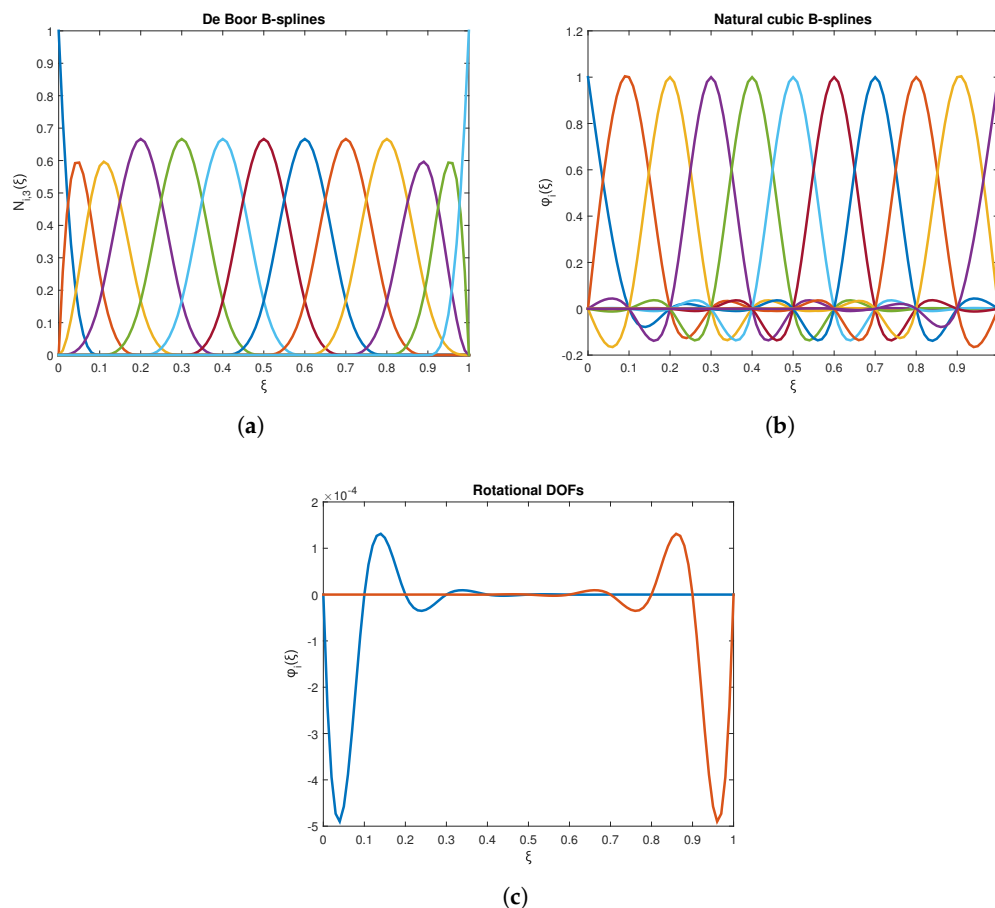 De Boor B-splines
1
0.9
0.8
0.7
0.6
0.5
0.4
0.3
0.2
0.1
0
N_{i,3}(ξ)
0 0.1 0.2 0.3 0.4 0.5 0.6 0.7 0.8 0.9 1
ξ
(a)
Natural cubic B-splines
1.2
1
0.8
0.6
0.4
0.2
0
-0.2
φ_i(ξ)
0 0.1 0.2 0.3 0.4 0.5 0.6 0.7 0.8 0.9
ξ
(b)
Rotational DOFs
×10^{-4}
2
1
0
-1
-2
-3
-4
-5
φ_i(ξ)
0 0.1 0.2 0.3 0.4 0.5 0.6 0.7 0.8 0.9 1
ξ
(c)